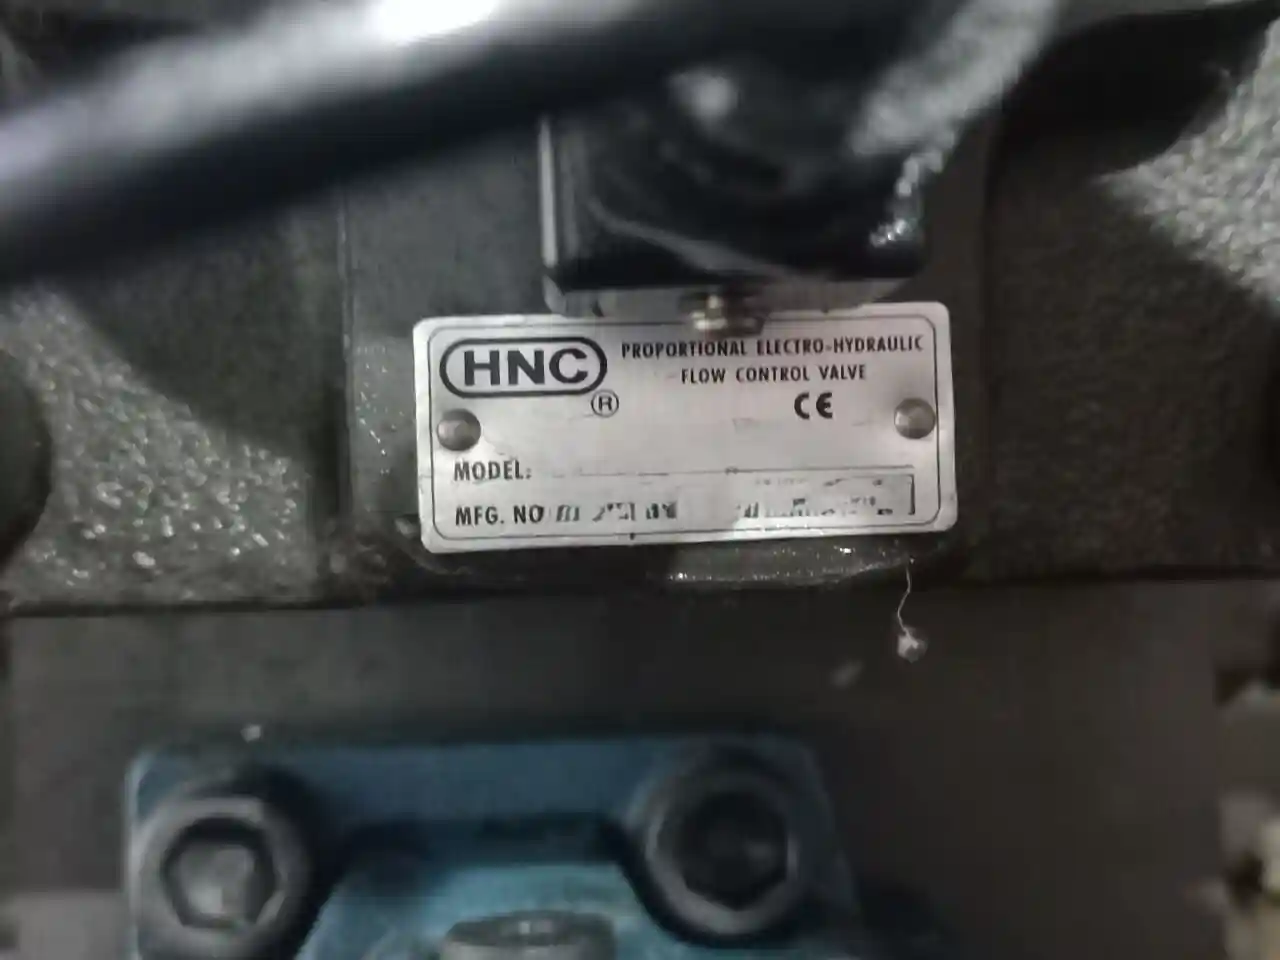 HNC
®
PROPORTIONAL ELECTRO-HYDRAULIC
FLOW CONTROL VALVE
CE
MODEL:
MFG. NO